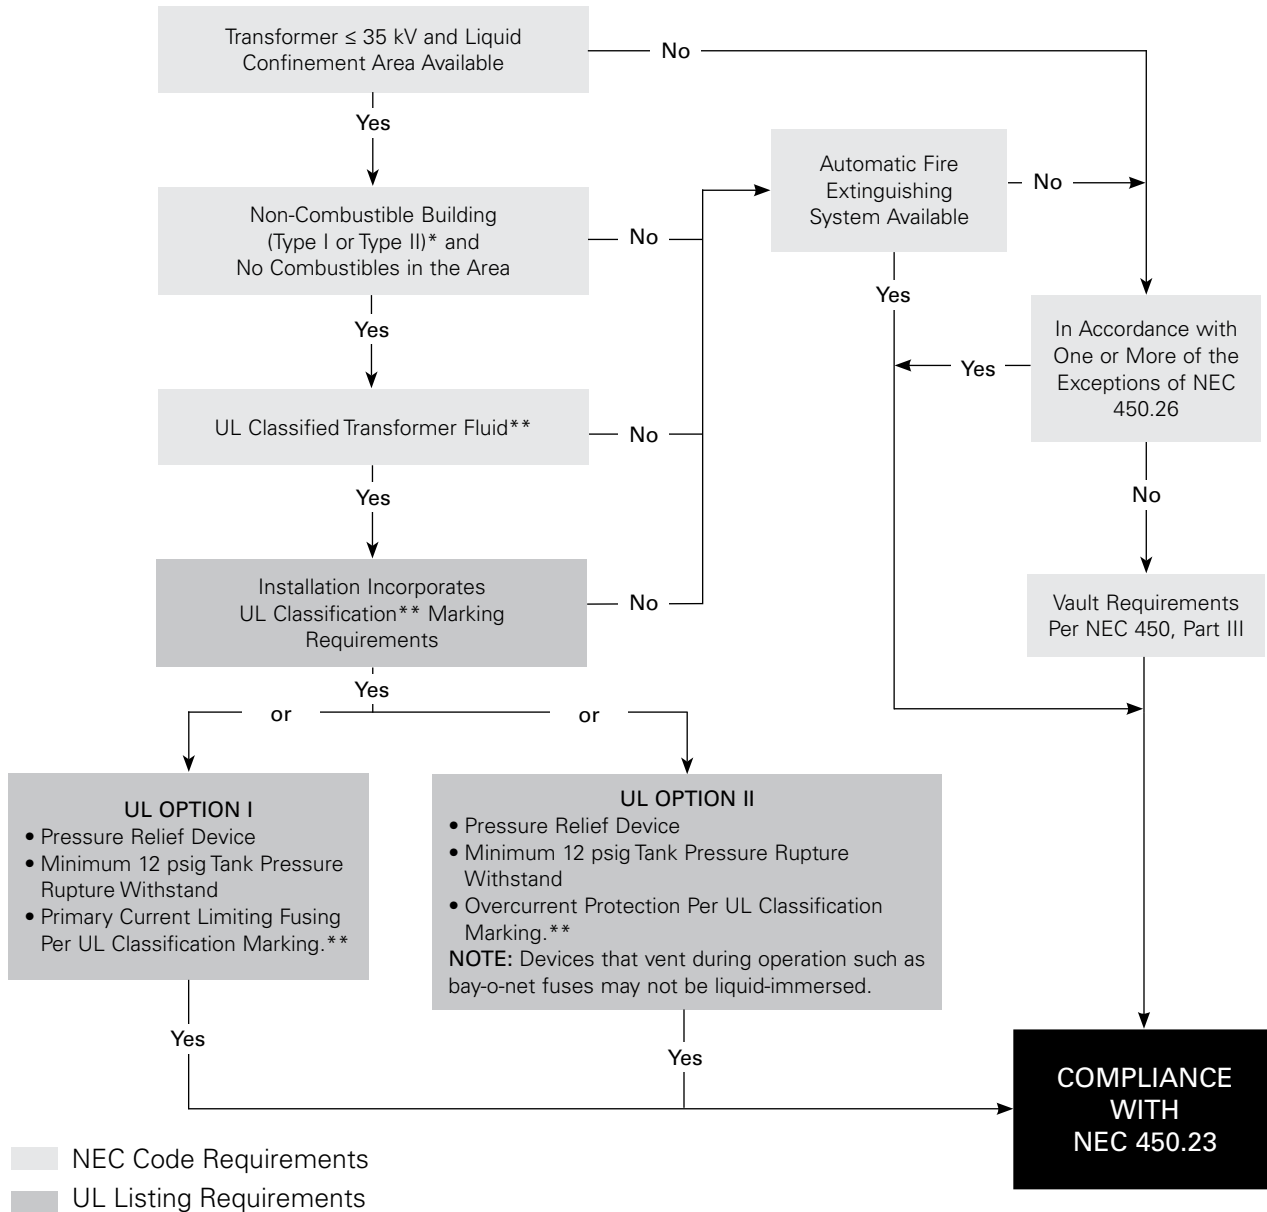 Transformer ≤ 35 kV and Liquid
Confinement Area Available
No
Yes
Automatic Fire
Extinguishing
System Available
No
Non-Combustible Building
(Type I or Type II)* and
No Combustibles in the Area
No
Yes
Yes
In Accordance with
One or More of the
Exceptions of NEC
450.26
Yes
No
UL Classified Transformer Fluid**
No
Yes
Installation Incorporates
UL Classification** Marking
Requirements
No
Vault Requirements
Per NEC 450, Part III
Yes
or
or
UL OPTION I
• Pressure Relief Device
• Minimum 12 psig Tank Pressure
Rupture Withstand
• Primary Current Limiting Fusing
Per UL Classification Marking.**
UL OPTION II
• Pressure Relief Device
• Minimum 12 psig Tank Pressure Rupture
Withstand
• Overcurrent Protection Per UL Classification
Marking.**
NOTE: Devices that vent during operation such as
bay-o-net fuses may not be liquid-immersed.
Yes
Yes
COMPLIANCE
WITH
NEC 450.23
NEC Code Requirements
UL Listing Requirements